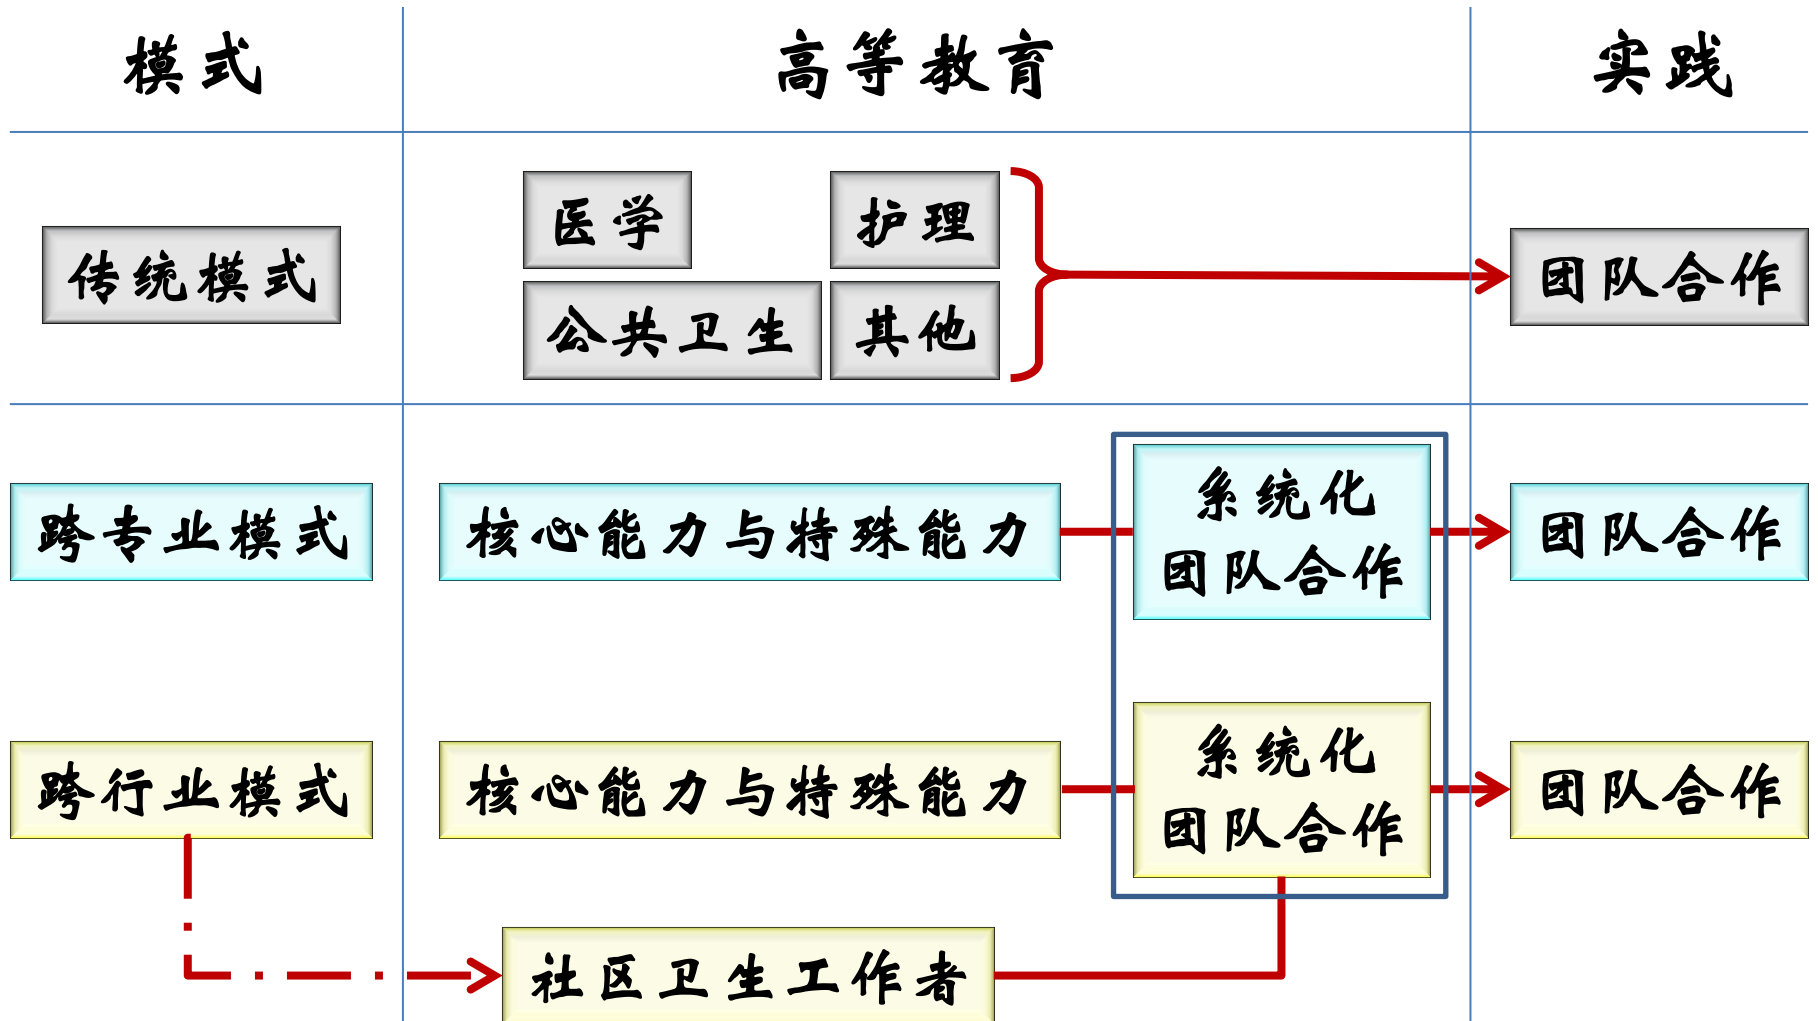 模式
高等教育
实践
传统模式
医学
护理
公共卫生
其他
团队合作
跨专业模式
核心能力与特殊能力
系统化
团队合作
团队合作
跨行业模式
核心能力与特殊能力
系统化
团队合作
团队合作
社区卫生工作者